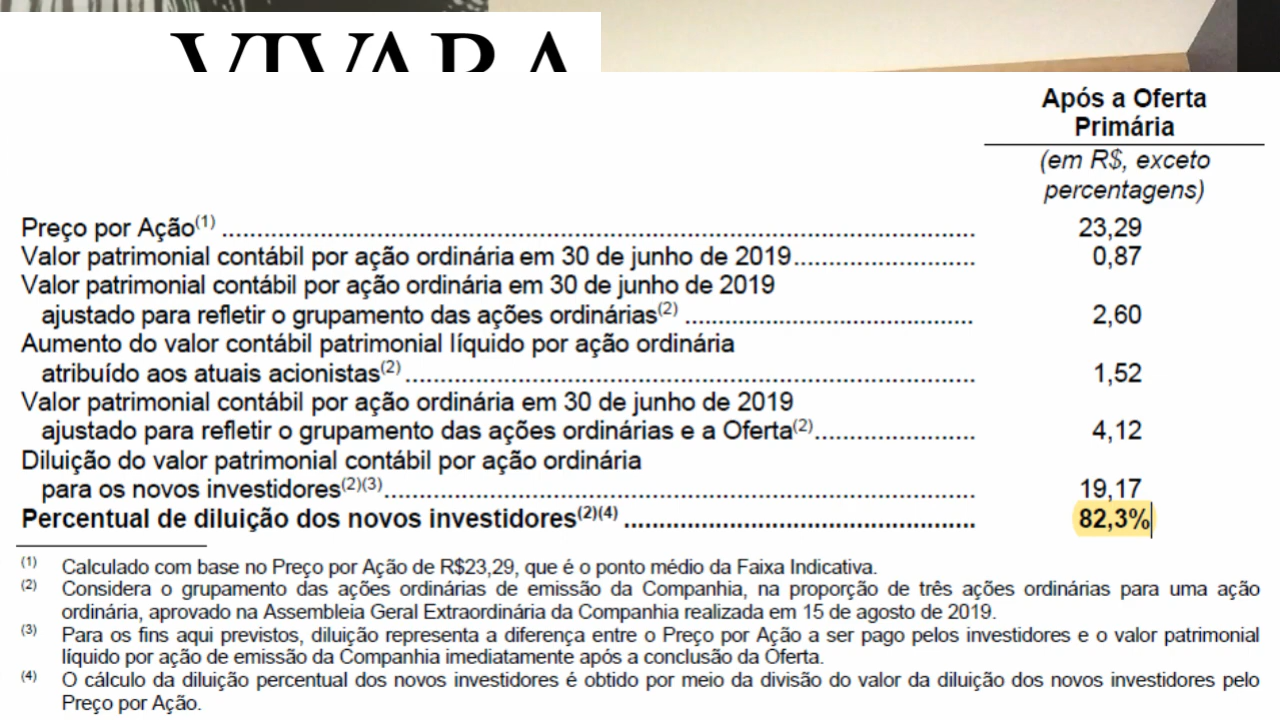 VIVARA
Após a Oferta
Primária
(em R$, exceto
percentagens)
Preço por Ação(1) ........................................ 23,29
Valor patrimonial contábil por ação ordinária em 30 de junho de 2019............................ 0,87
Valor patrimonial contábil por ação ordinária em 30 de junho de 2019
ajustado para refletir o grupamento das ações ordinárias(2) ............................ 2,60
Aumento do valor contábil patrimonial líquido por ação ordinária
atribuído aos atuais acionistas(2) ............................ 1,52
Valor patrimonial contábil por ação ordinária em 30 de junho de 2019
ajustado para refletir o grupamento das ações ordinárias e a Oferta(2)........................ 4,12
Diluição do valor patrimonial contábil por ação ordinária
para os novos investidores(2)(3)............................ 19,17
Percentual de diluição dos novos investidores(2)(4) ............................ 82,3%
(1) Calculado com base no Preço por Ação de R$23,29, que é o ponto médio da Faixa Indicativa.
(2) Considera o grupamento das ações ordinárias de emissão da Companhia, na proporção de três ações ordinárias para uma ação
ordinária, aprovado na Assembleia Geral Extraordinária da Companhia realizada em 15 de agosto de 2019.
(3) Para os fins aqui previstos, diluição representa a diferença entre o Preço por Ação a ser pago pelos investidores e o valor patrimonial
líquido por ação de emissão da Companhia imediatamente após a conclusão da Oferta.
(4) O cálculo da diluição percentual dos novos investidores é obtido por meio da divisão do valor da diluição dos novos investidores pelo
Preço por Ação.